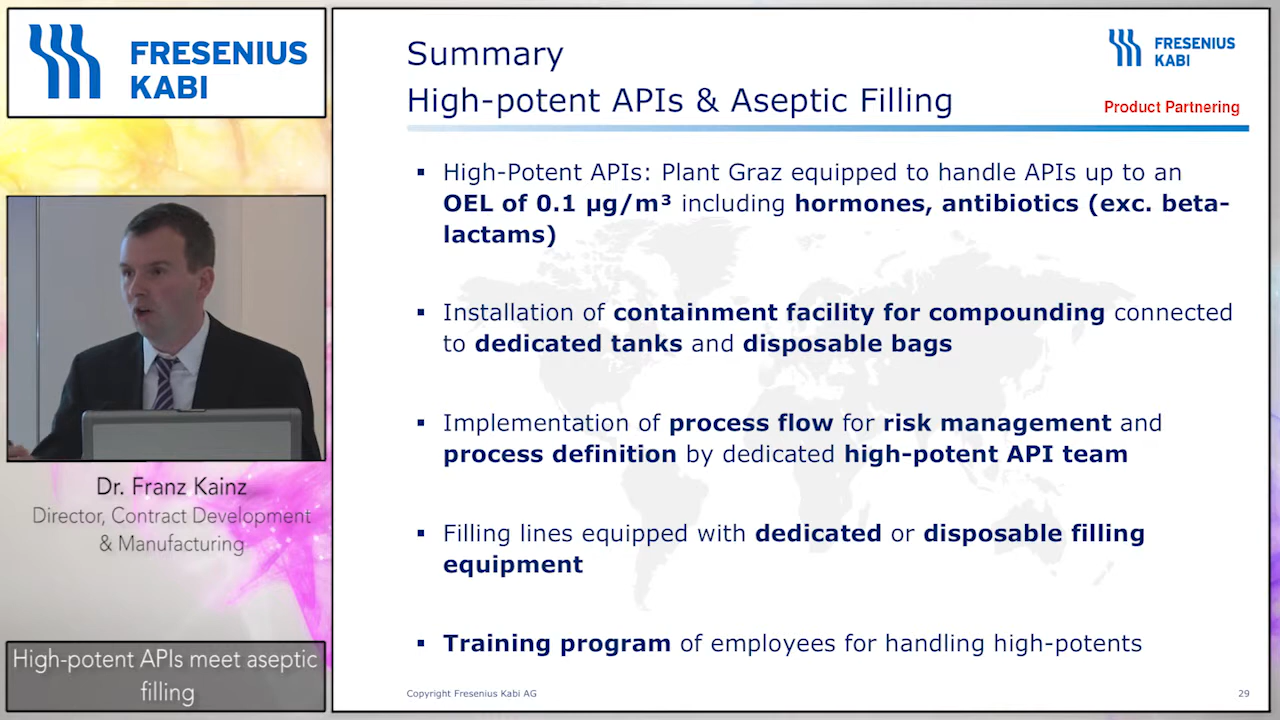 FRESENIUS
KABI
Dr. Franz Kainz
Director, Contract Development
& Manufacturing
High-potent APIs meet aseptic
filling
Summary
High-potent APIs & Aseptic Filling
FRESENIUS
KABI
Product Partnering
▪ High-Potent APIs: Plant Graz equipped to handle APIs up to an
OEL of 0.1 µg/m³ including hormones, antibiotics (exc. beta-
lactams)
▪ Installation of containment facility for compounding connected
to dedicated tanks and disposable bags
▪ Implementation of process flow for risk management and
process definition by dedicated high-potent API team
▪ Filling lines equipped with dedicated or disposable filling
equipment
▪ Training program of employees for handling high-potents
Copyright Fresenius Kabi AG
29